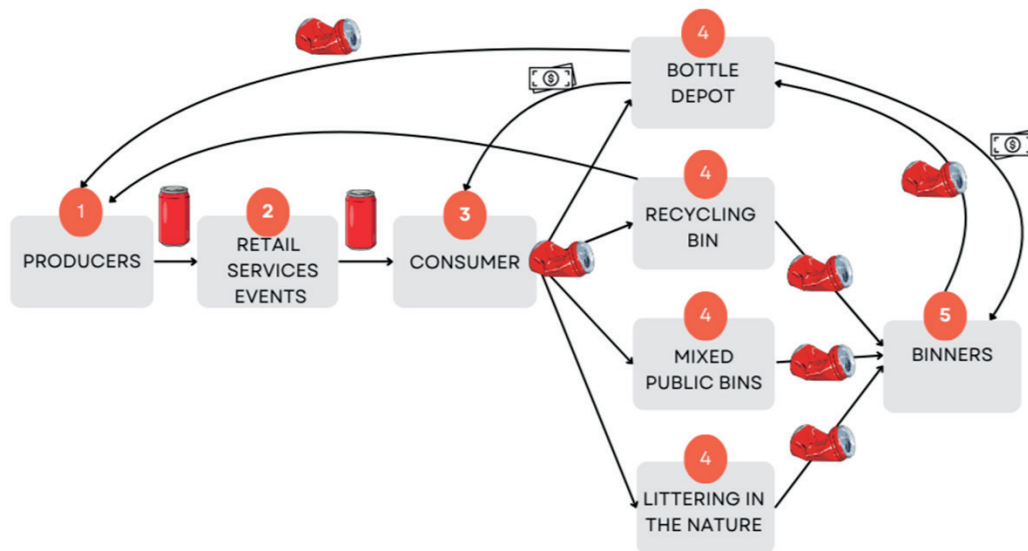 4
BOTTLE
DEPOT
$
$
4
RECYCLING
BIN
1
PRODUCERS
2
RETAIL
SERVICES
EVENTS
3
CONSUMER
4
MIXED
PUBLIC BINS
5
BINNERS
4
LITTERING IN
THE NATURE